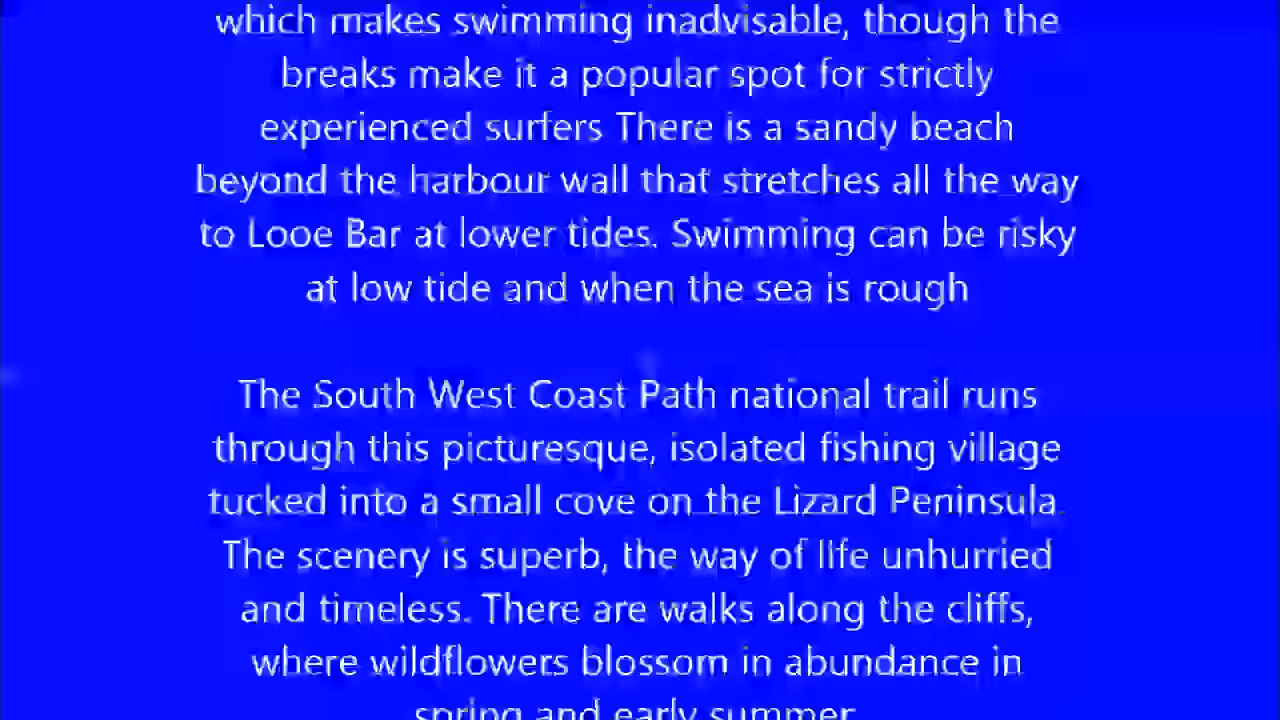 which makes swimming inadvisable, though the
breaks make it a popular spot for strictly
experienced surfers There is a sandy beach
beyond the harbour wall that stretches all the way
to Looe Bar at lower tides. Swimming can be risky
at low tide and when the sea is rough
The South West Coast Path national trail runs
through this picturesque, isolated fishing village
tucked into a small cove on the Lizard Peninsula.
The scenery is superb, the way of life unhurried
and timeless. There are walks along the cliffs,
where wildflowers blossom in abundance in
spring and early summer